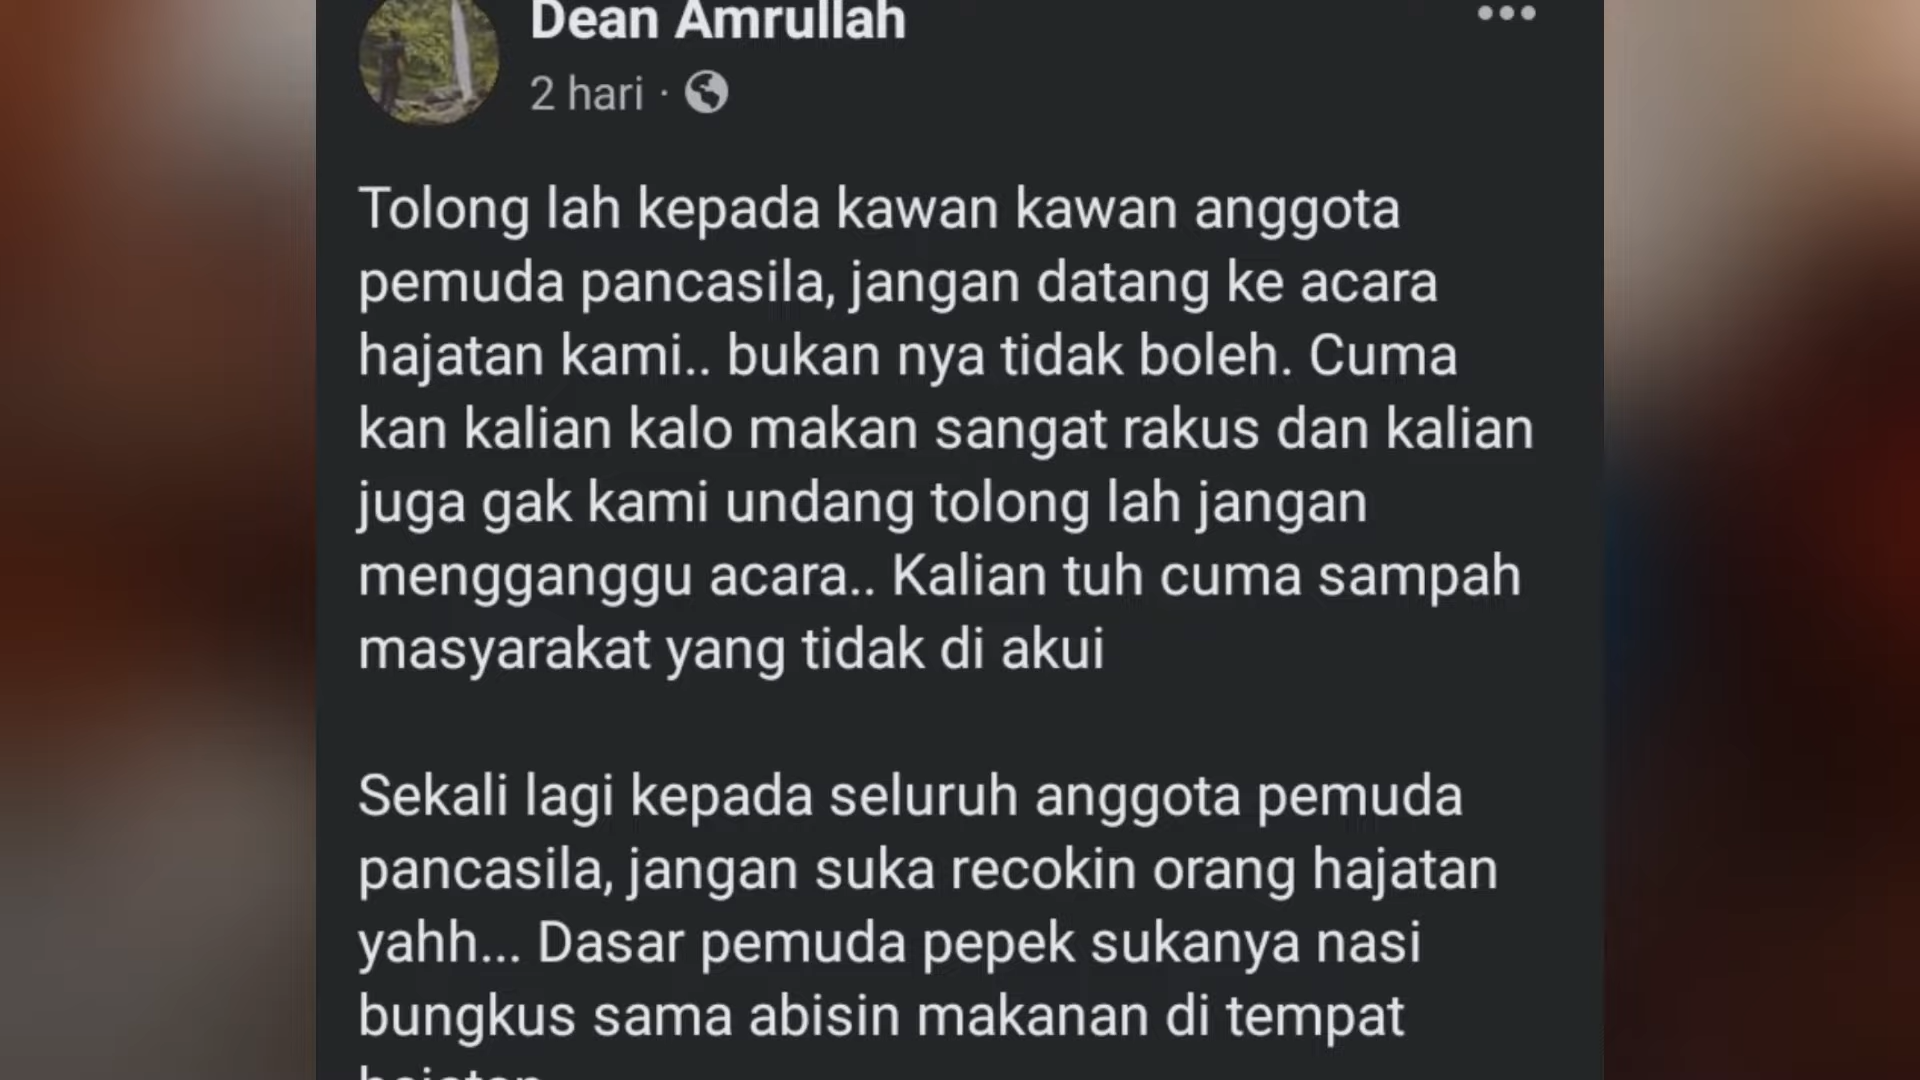 Dean Amrullah
2 hari ·
Tolong lah kepada kawan kawan anggota
pemuda pancasila, jangan datang ke acara
hajatan kami.. bukan nya tidak boleh. Cuma
kan kalian kalo makan sangat rakus dan kalian
juga gak kami undang tolong lah jangan
mengganggu acara.. Kalian tuh cuma sampah
masyarakat yang tidak di akui
Sekali lagi kepada seluruh anggota pemuda
pancasila, jangan suka recokin orang hajatan
yahh... Dasar pemuda pepek sukanya nasi
bungkus sama abisin makanan di tempat